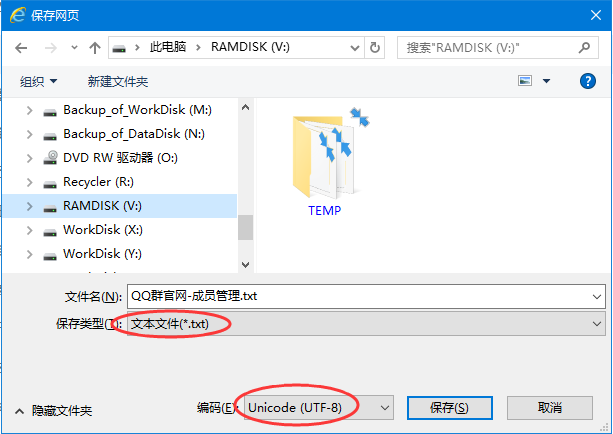 保存网页
此电脑 > RAMDISK (V:)
搜索"RAMDISK (V:)"
组织
新建文件夹
Backup_of_WorkDisk (M:)
Backup_of_DataDisk (N:)
DVD RW 驱动器 (O:)
Recycler (R:)
RAMDISK (V:)
WorkDisk (X:)
WorkDisk (Y:)
TEMP
文件名(N): QQ群官网-成员管理.txt
保存类型(T): 文本文件(*.txt)
隐藏文件夹
编码(E): Unicode (UTF-8)
保存(S)
取消